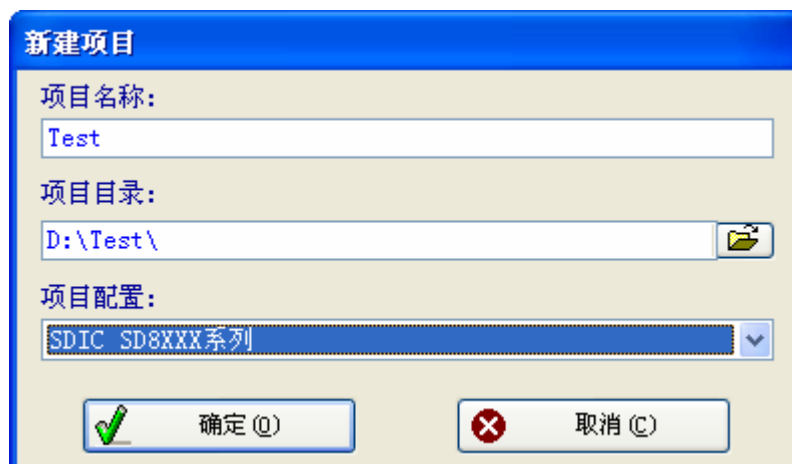 新建项目
项目名称:
Test
项目目录:
D:\Test\
项目配置:
SDIC SD8XXX系列
确定(O)
取消(C)